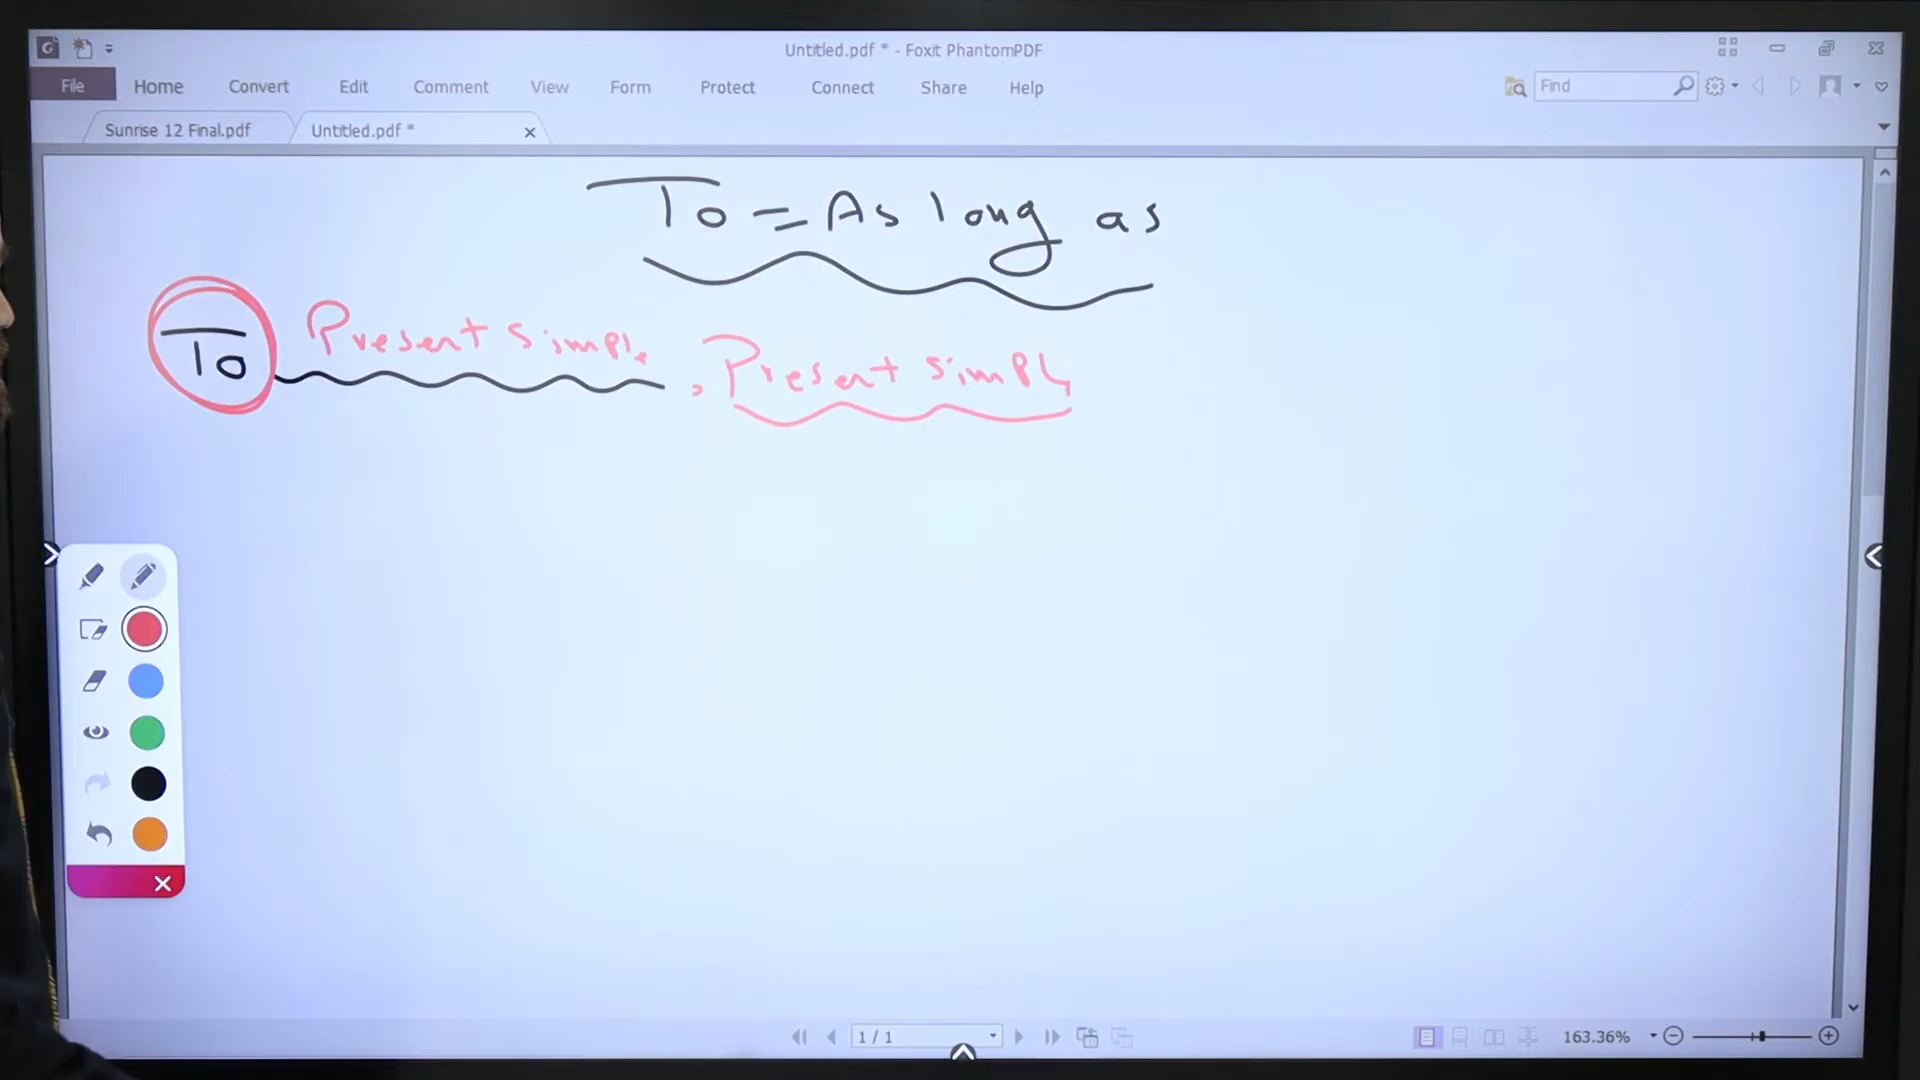 Untitled.pdf * - Foxit PhantomPDF
File Home Convert Edit Comment View Form Protect Connect Share Help Find
Sunrise 12 Final.pdf Untitled.pdf *
To = As long as
To Present simple, Present simple
1 / 1
163.36%